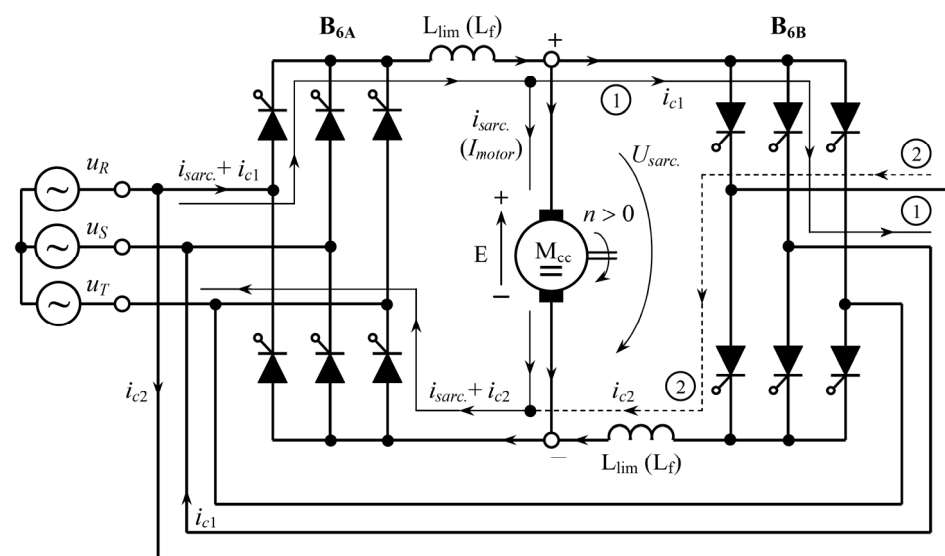 B6A
Llim (Lf)
+
B6B
1
ic1
isarc.
(Imotor)
Usarc.
2
uR
~
isarc.+ ic1
1
+
n > 0
uS
~
E
Mcc
−
uT
~
2
ic2
isarc.+ ic2
ic2
−
Llim (Lf)
ic1